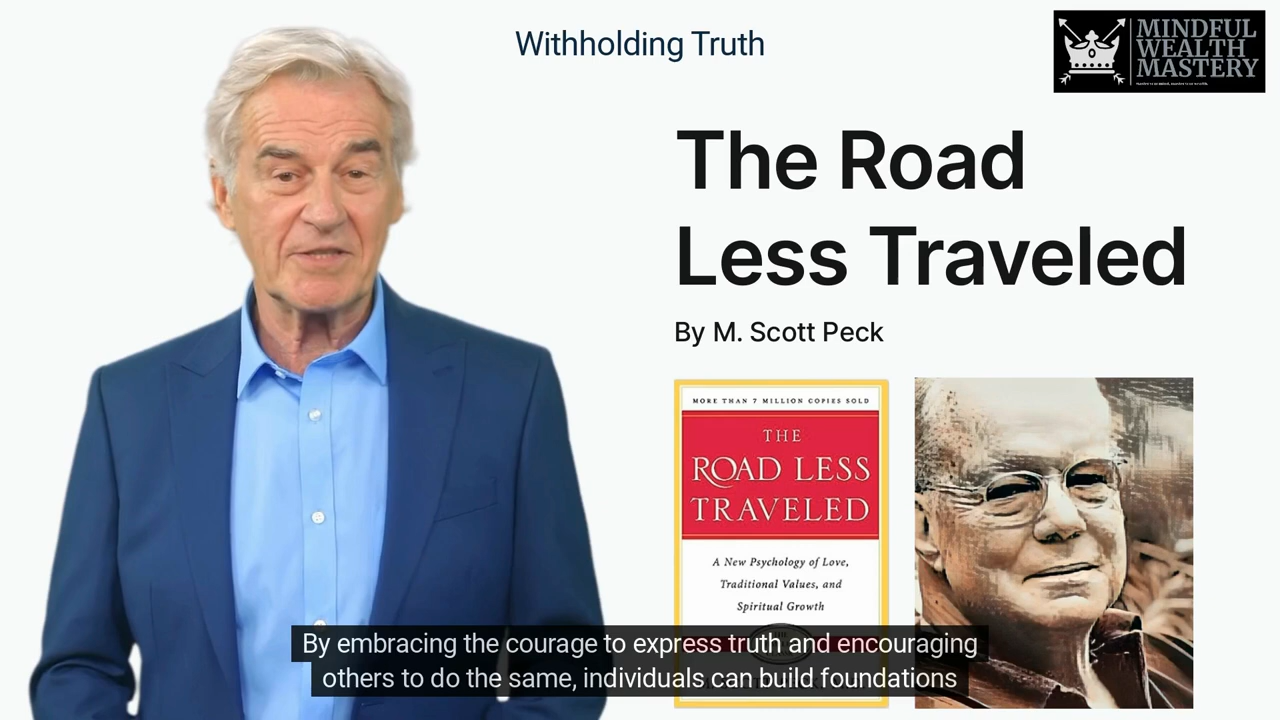 Withholding Truth
MINDFUL
WEALTH
MASTERY
The Road
Less Traveled
By M. Scott Peck
MORE THAN 7 MILLION COPIES SOLD
THE
ROAD LESS
TRAVELED
A New Psychology of Love,
Traditional Values, and
Spiritual Growth
By embracing the courage to express truth and encouraging
others to do the same, individuals can build foundations